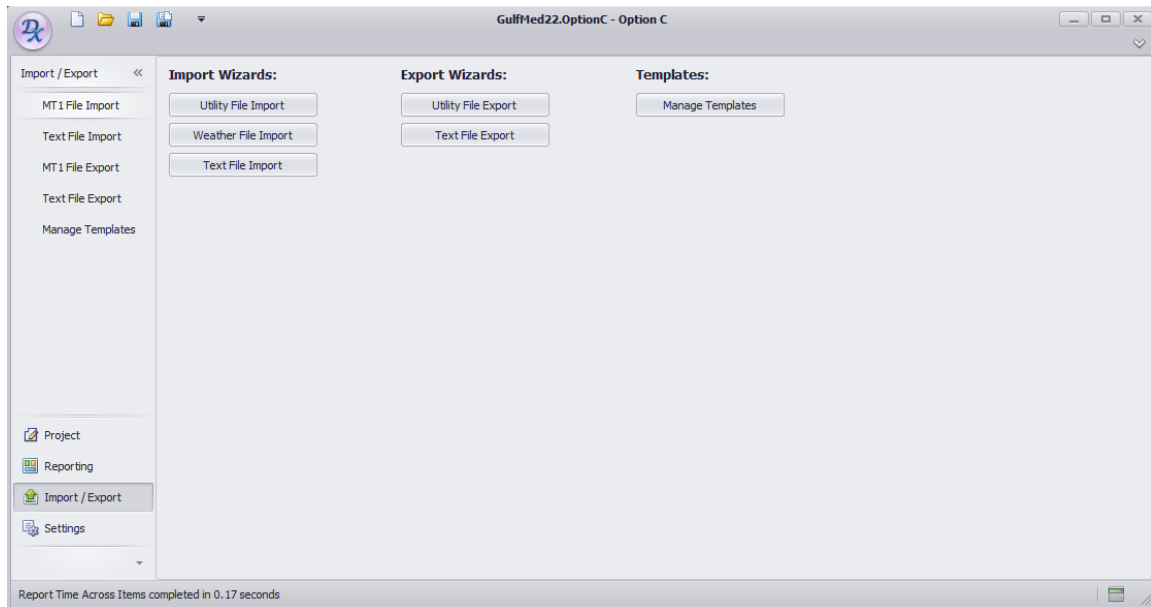 Dx
GulfMed22.OptionC - Option C
Import / Export
MT1 File Import
Text File Import
MT1 File Export
Text File Export
Manage Templates
Project
Reporting
Import / Export
Settings
Import Wizards:
Utility File Import
Weather File Import
Text File Import
Export Wizards:
Utility File Export
Text File Export
Templates:
Manage Templates
Report Time Across Items completed in 0.17 seconds